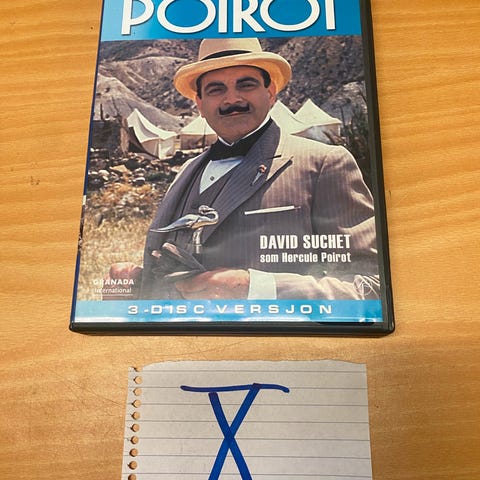 POIROT
DAVID SUCHET
som Hercule Poirot
GRANADA
International
3-DISC VERSJON
X